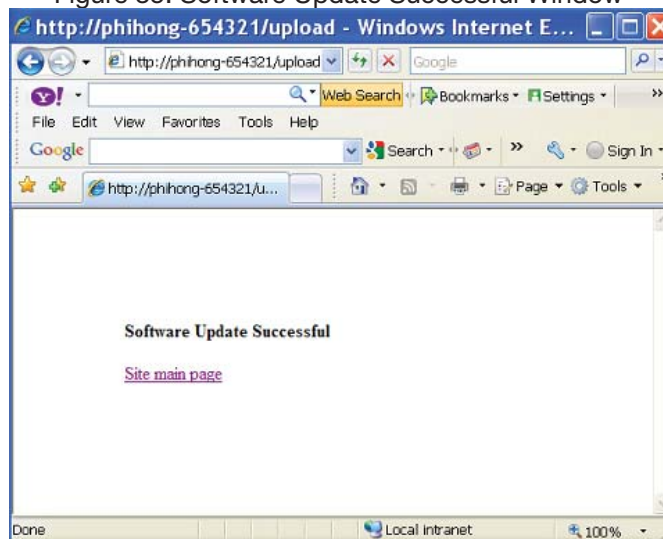 Software Update Successful Window
http://phihong-654321/upload - Windows Internet E...
http://phihong-654321/upload Google
Web Search Bookmarks Settings »
File Edit View Favorites Tools Help
Google Search » Sign In
http://phihong-654321/u... Page Tools
Software Update Successful
Site main page
Done Local intranet 100%